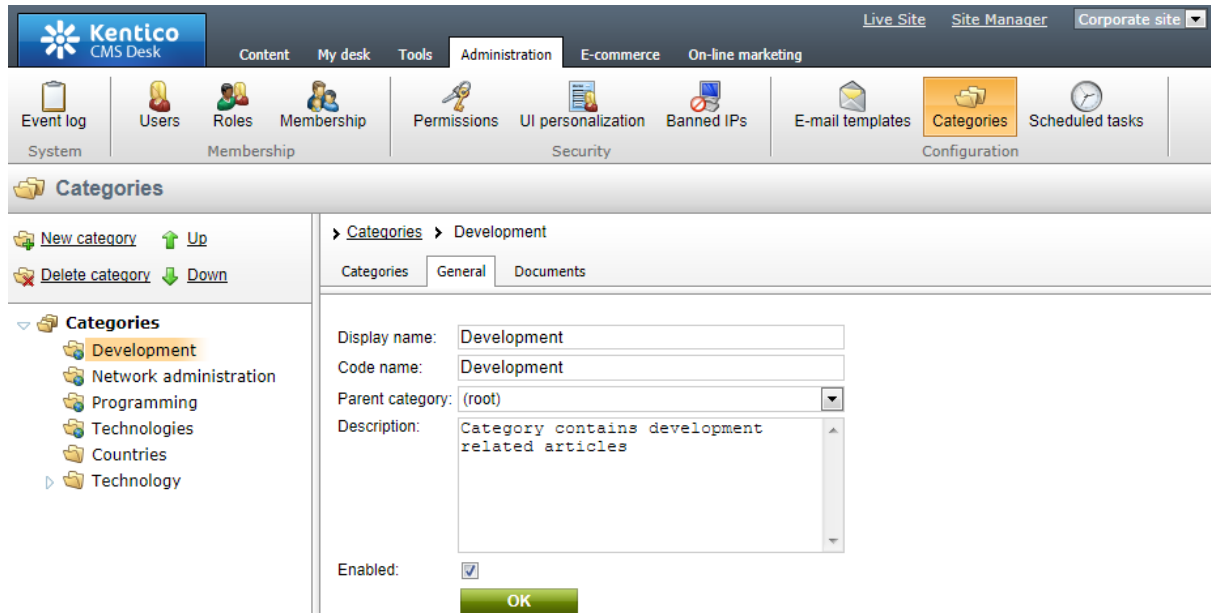 Live Site Site Manager Corporate site
Kentico
CMS Desk
Content My desk Tools Administration E-commerce On-line marketing
Event log Users Roles Membership Permissions UI personalization Banned IPs E-mail templates Categories Scheduled tasks
System Membership Security Configuration
Categories
New category Up
Delete category Down
Categories
Development
Network administration
Programming
Technologies
Countries
Technology
Categories Development
Categories General Documents
Display name: Development
Code name: Development
Parent category: (root)
Description: Category contains development
related articles
Enabled:
OK